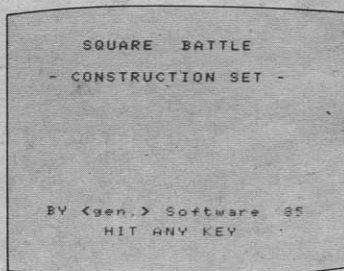 SQUARE BATTLE
- CONSTRUCTION SET -
BY <gen.> Software 85
HIT ANY KEY